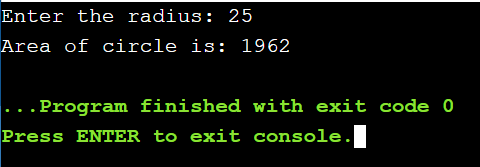 Enter the radius: 25
Area of circle is: 1962
...Program finished with exit code 0
Press ENTER to exit console.